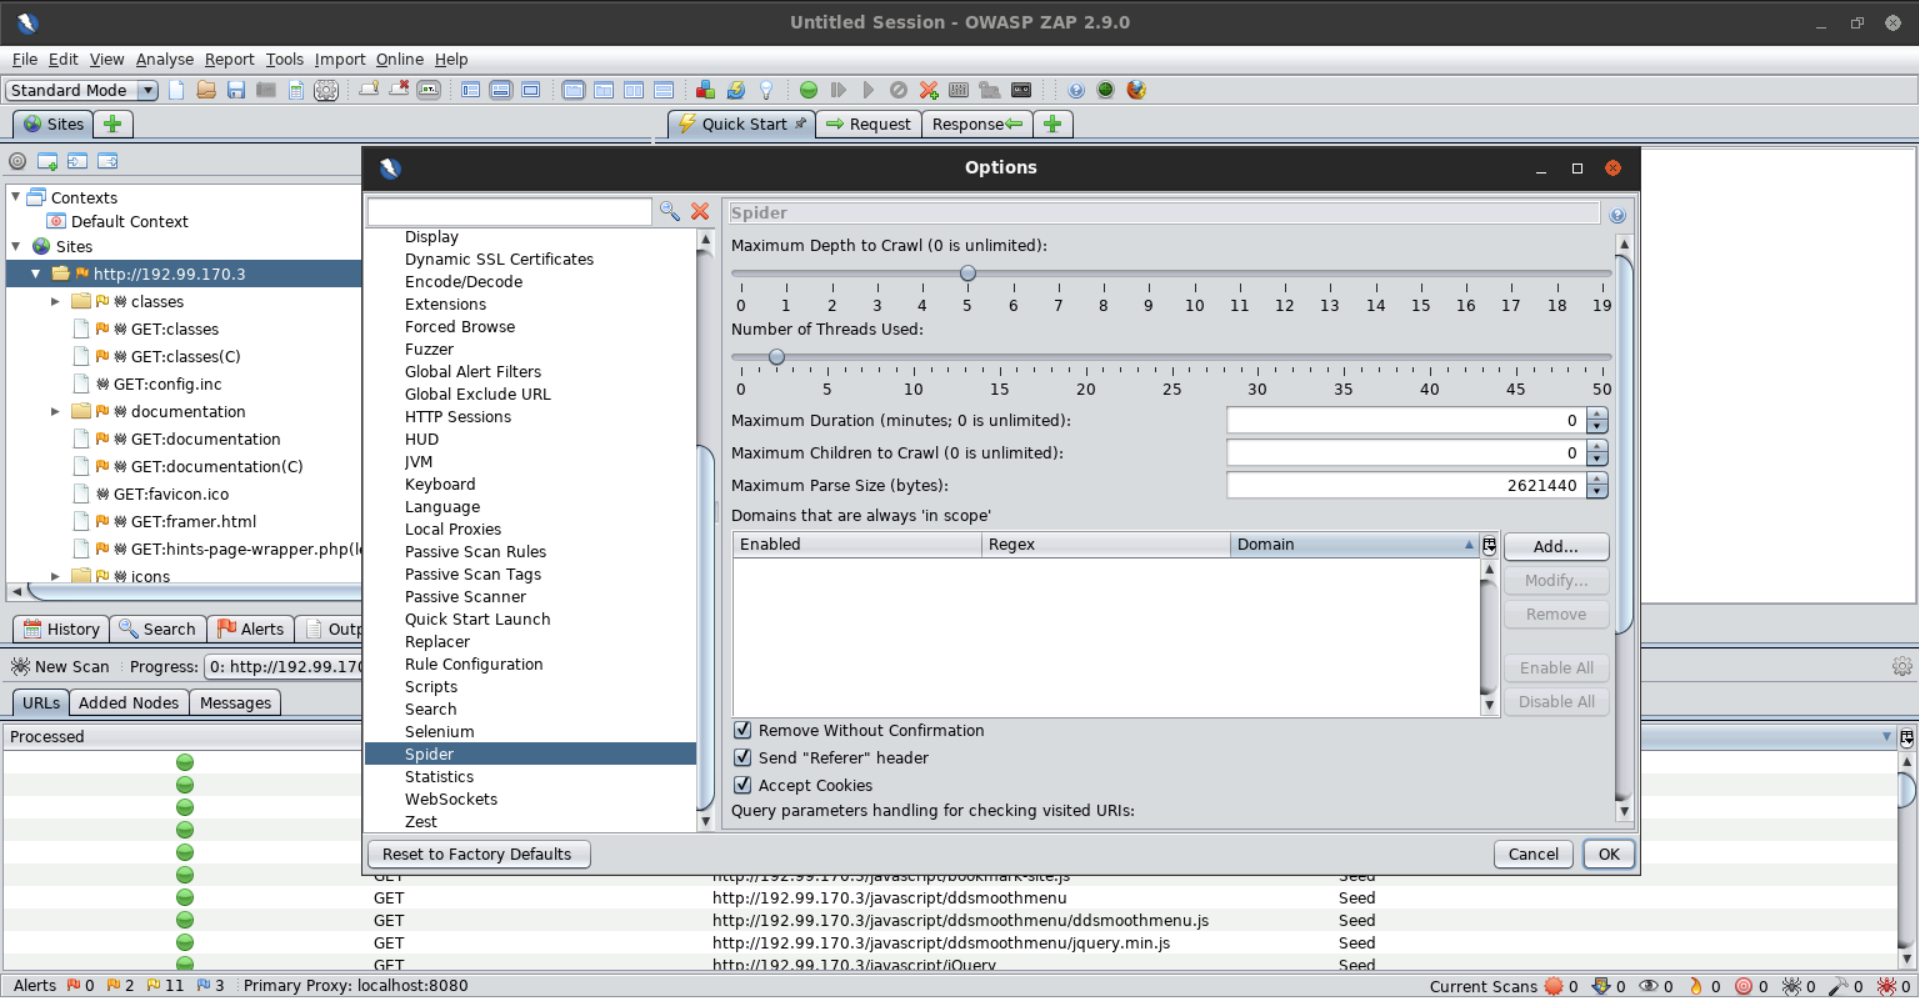 Untitled Session - OWASP ZAP 2.9.0
File Edit View Analyse Report Tools Import Online Help
Standard Mode
Sites
Quick Start
Request
Response
Options
Contexts
Default Context
Sites
http://192.99.170.3
classes
GET:classes
GET:classes(C)
GET:config.inc
documentation
GET:documentation
GET:documentation(C)
GET:favicon.ico
GET:framer.html
GET:hints-page-wrapper.php(l
icons
Display
Dynamic SSL Certificates
Encode/Decode
Extensions
Forced Browse
Fuzzer
Global Alert Filters
Global Exclude URL
HTTP Sessions
HUD
JVM
Keyboard
Language
Local Proxies
Passive Scan Rules
Passive Scan Tags
Passive Scanner
Quick Start Launch
Replacer
Rule Configuration
Scripts
Search
Selenium
Spider
Statistics
WebSockets
Zest
Spider
Maximum Depth to Crawl (0 is unlimited):
0 1 2 3 4 5 6 7 8 9 10 11 12 13 14 15 16 17 18 19
Number of Threads Used:
0 5 10 15 20 25 30 35 40 45 50
Maximum Duration (minutes; 0 is unlimited): 0
Maximum Children to Crawl (0 is unlimited): 0
Maximum Parse Size (bytes): 2621440
Domains that are always 'in scope'
Enabled Regex Domain
Add...
Modify...
Remove
Enable All
Disable All
Remove Without Confirmation
Send "Referer" header
Accept Cookies
Query parameters handling for checking visited URIs:
Reset to Factory Defaults
Cancel OK
History Search Alerts Outp
New Scan Progress: 0: http://192.99.170
URLs Added Nodes Messages
Processed
GET http://192.99.170.3/javascript/bookmark-site.js Seed
GET http://192.99.170.3/javascript/ddsmoothmenu Seed
GET http://192.99.170.3/javascript/ddsmoothmenu/ddsmoothmenu.js Seed
GET http://192.99.170.3/javascript/ddsmoothmenu/jquery.min.js Seed
GET http://192.99.170.3/javascript/jQuery Seed
Alerts 0 2 11 3 Primary Proxy: localhost:8080
Current Scans 0 0 0 0 0 0 0 0